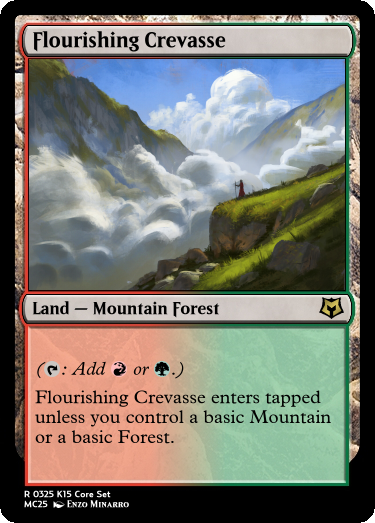 Flourishing Crevasse
Land — Mountain Forest
(T: Add R or G.)
Flourishing Crevasse enters tapped
unless you control a basic Mountain
or a basic Forest.
R 0325 K15 Core Set
MC25 Enzo Minarro